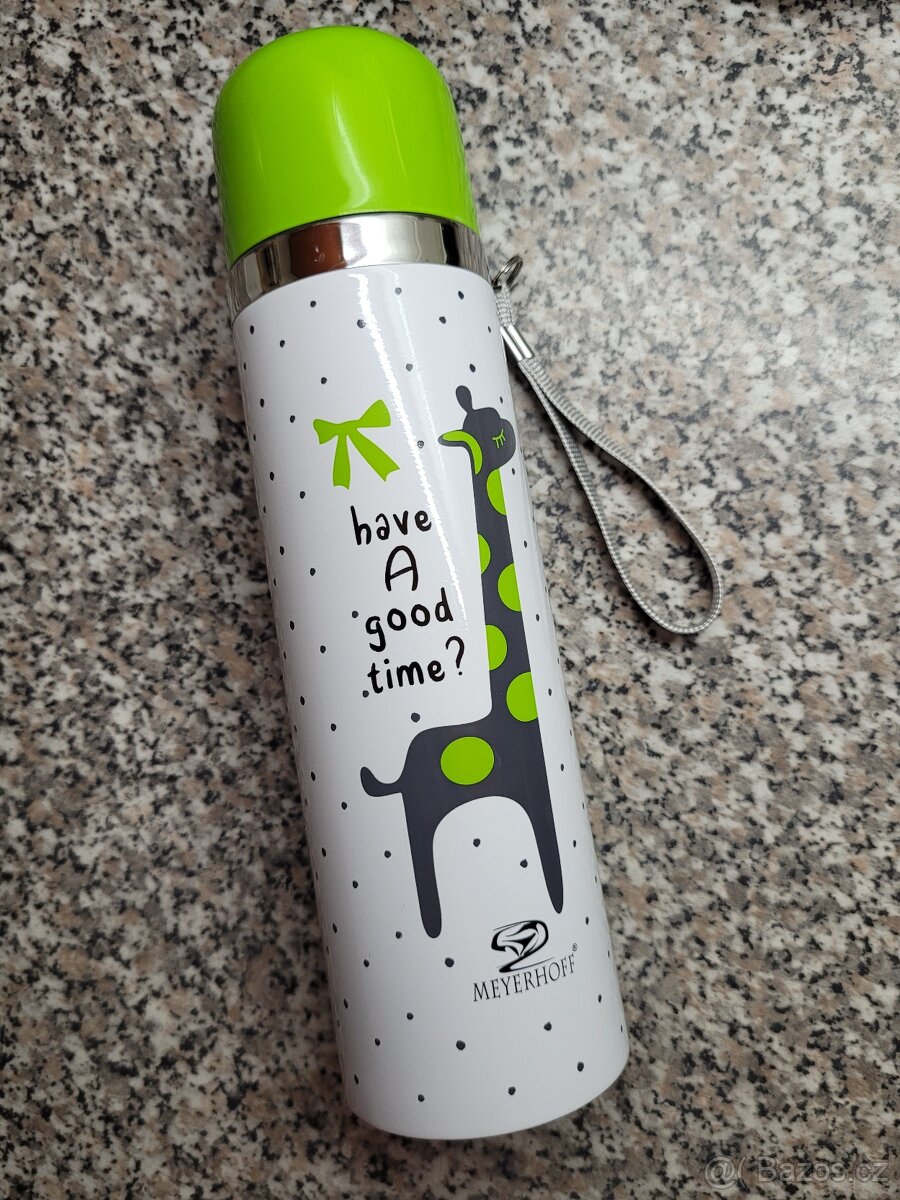 have
A
good
time?
MEYERHOFF®
@( Bazos.cz